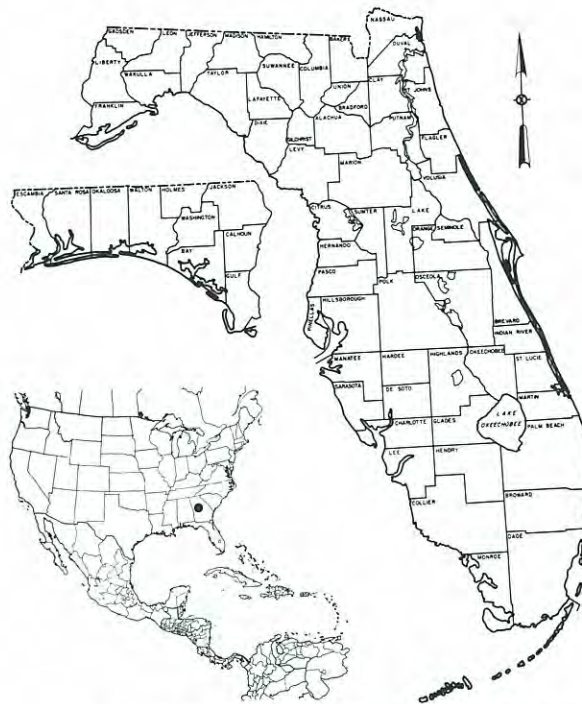 NASSAU
GADSDEN
LEON
JEFFERSON
MADISON
HAMILTON
BAKER
DUVAL
LIBERTY
WAKULLA
TAYLOR
SUWANNEE
COLUMBIA
UNION
CLAY
ST JOHNS
FRANKLIN
LAFAYETTE
BRADFORD
DIXIE
GILCHRIST
ALACHUA
PUTNAM
FLAGLER
LEVY
MARION
VOLUSIA
ESCAMBIA
SANTA ROSA
OKALOOSA
WALTON
HOLMES
JACKSON
WASHINGTON
CALHOUN
BAY
GULF
CITRUS
SUMTER
LAKE
ORANGE
SEMINOLE
HERNANDO
PASCO
POLK
OSCEOLA
HILLSBOROUGH
PINELLAS
BREVARD
INDIAN RIVER
MANATEE
HARDEE
HIGHLANDS
OKEECHOBEE
ST LUCIE
SARASOTA
DE SOTO
MARTIN
CHARLOTTE
GLADES
LAKE
OKEECHOBEE
PALM BEACH
LEE
HENDRY
COLLIER
BROWARD
DADE
MONROE